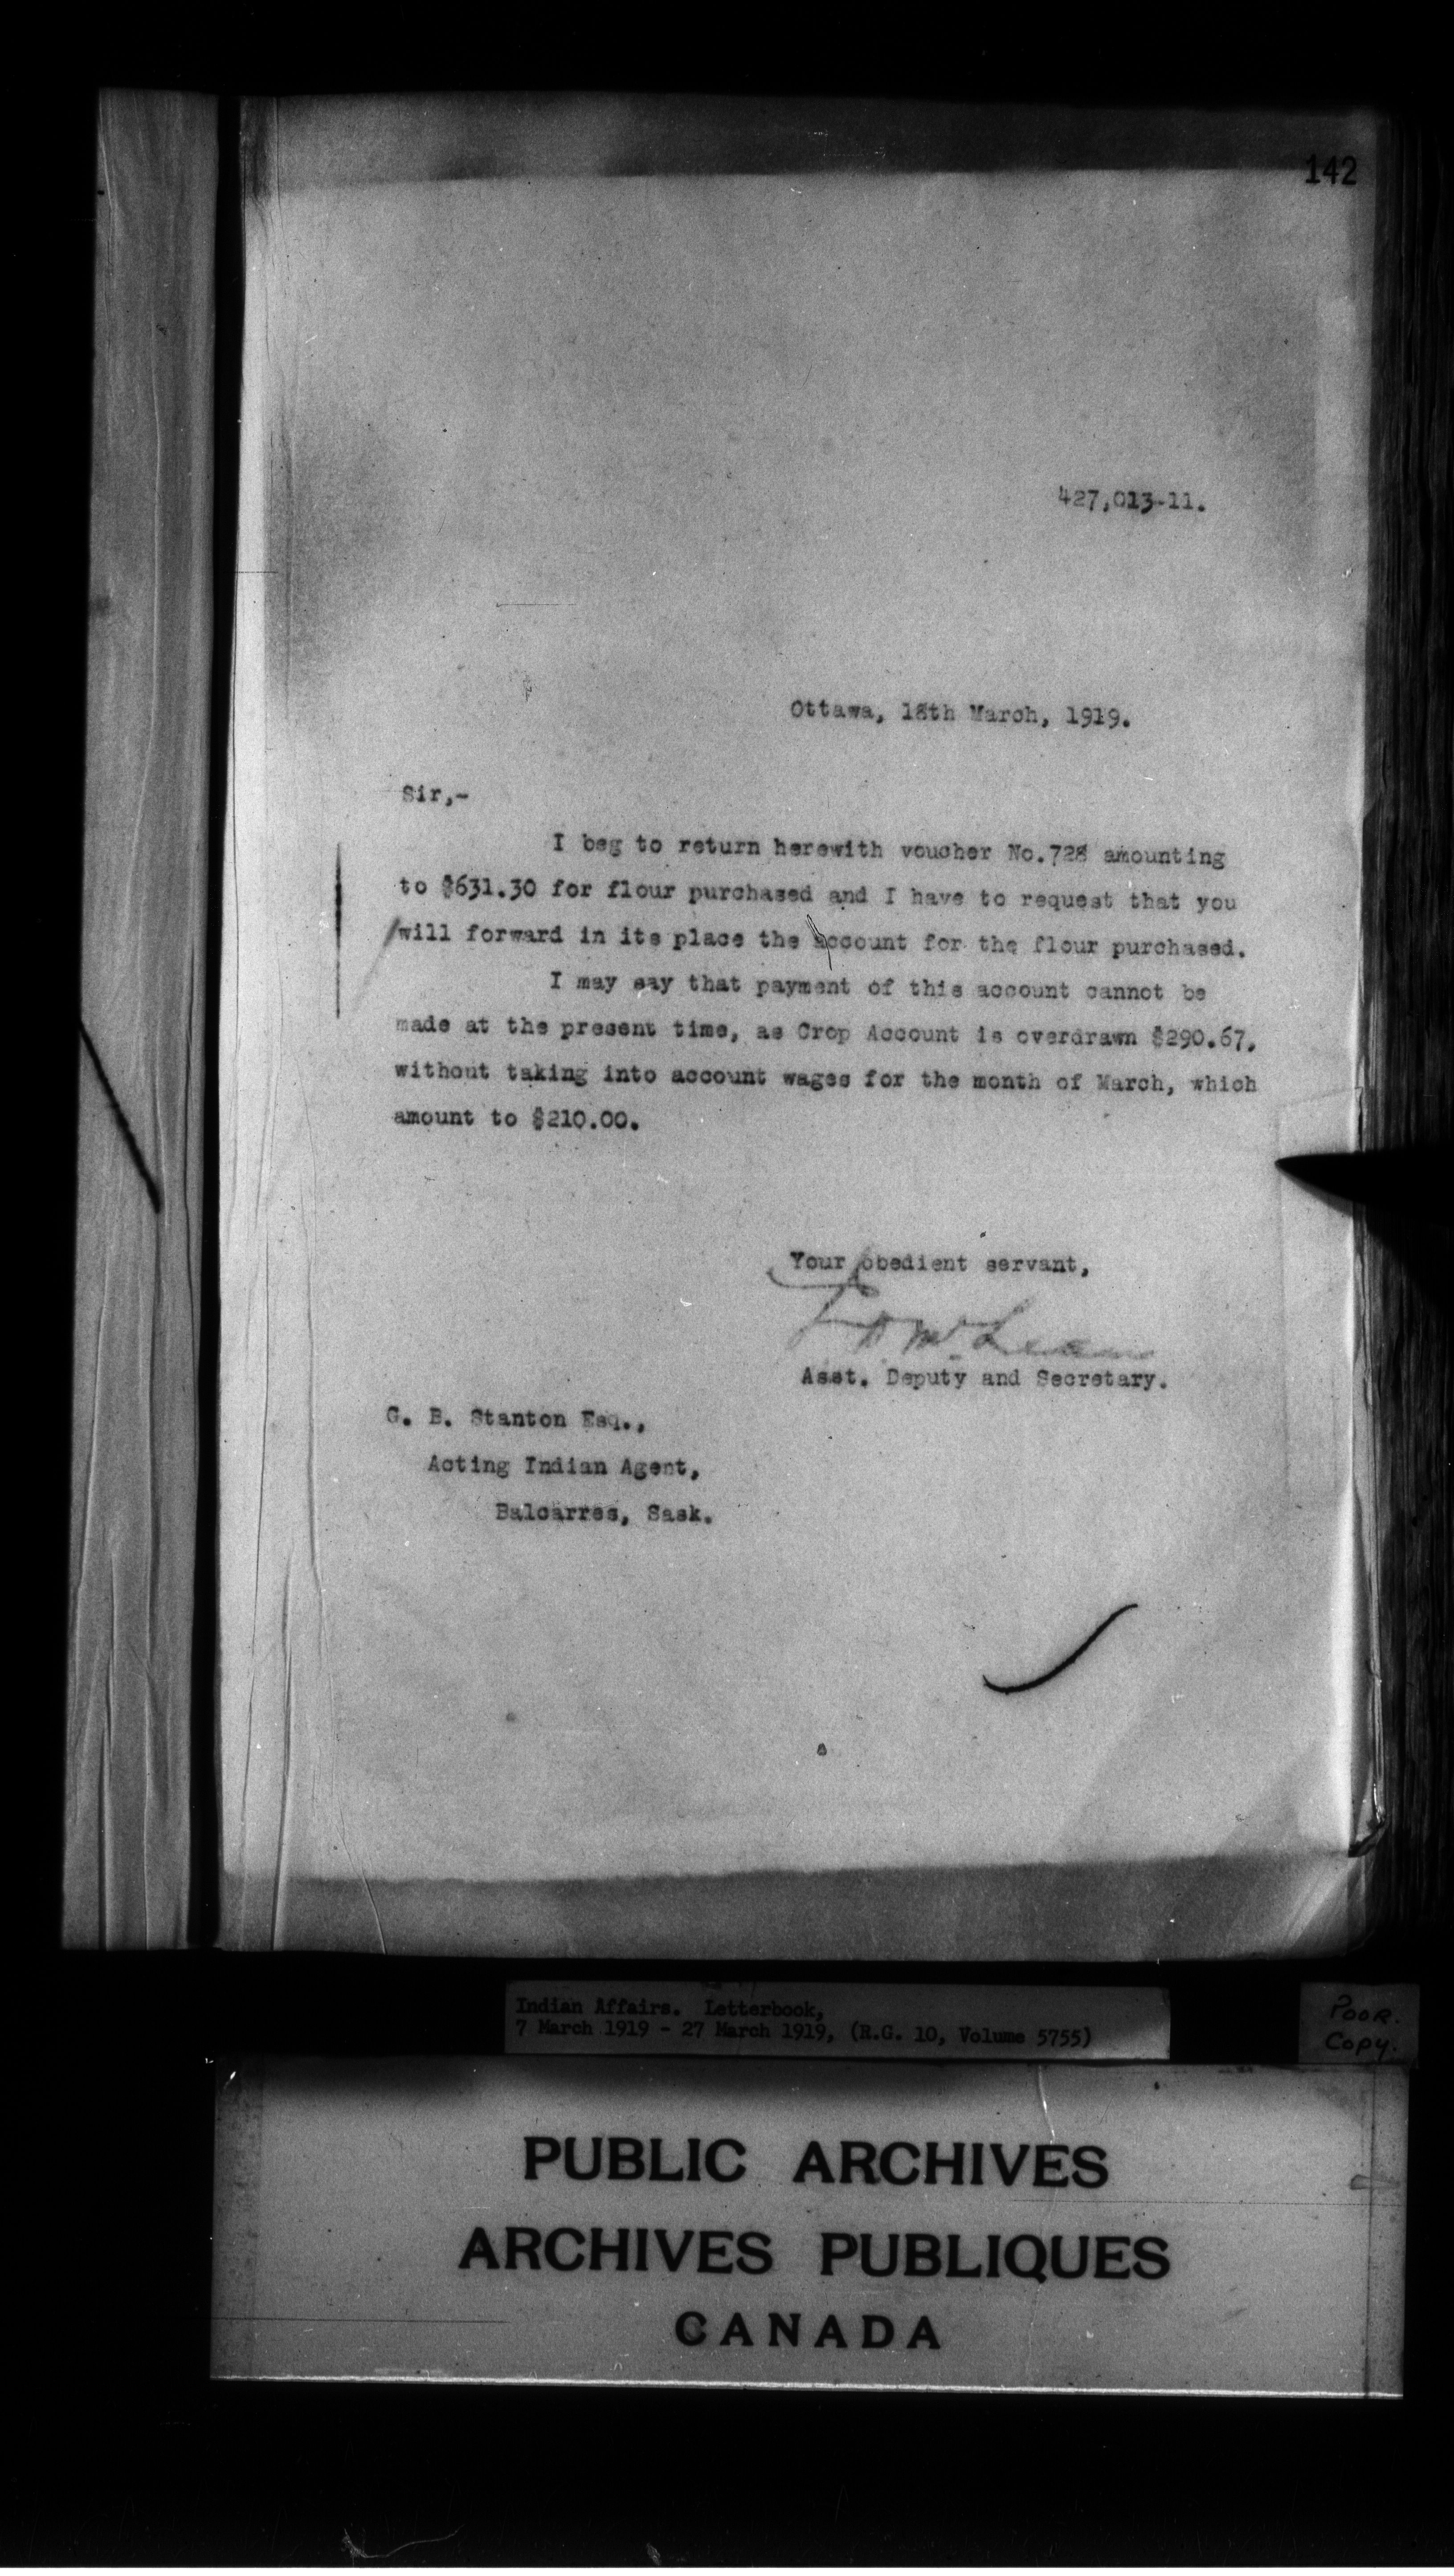 142
427,013-11.
Ottawa, 18th March, 1919.
Sir,-
I beg to return herewith voucher No.728 amounting
to $631.30 for flour purchased and I have to request that you
will forward in its place the account for the flour purchased.
I may say that payment of this account cannot be
made at the present time, as Crop Account is overdrawn $290.67,
without taking into account wages for the month of March, which
amount to $210.00.
Your obedient servant,
McLean
Asst. Deputy and Secretary.
G. B. Stanton Esq.,
Acting Indian Agent,
Balcarres, Sask.
Indian Affairs. Letterbook,
7 March 1919 - 27 March 1919, (R.G. 10, Volume 5755)
POOR.
COPY.
PUBLIC ARCHIVES
ARCHIVES PUBLIQUES
CANADA